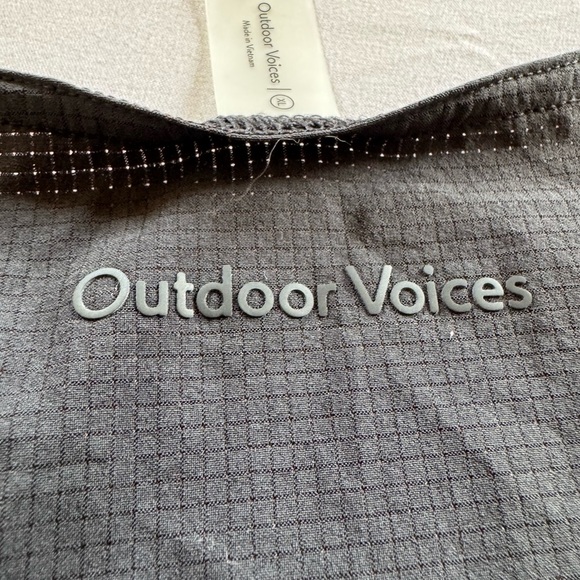 Outdoor Voices | XL
Made in Vietnam
Outdoor Voices